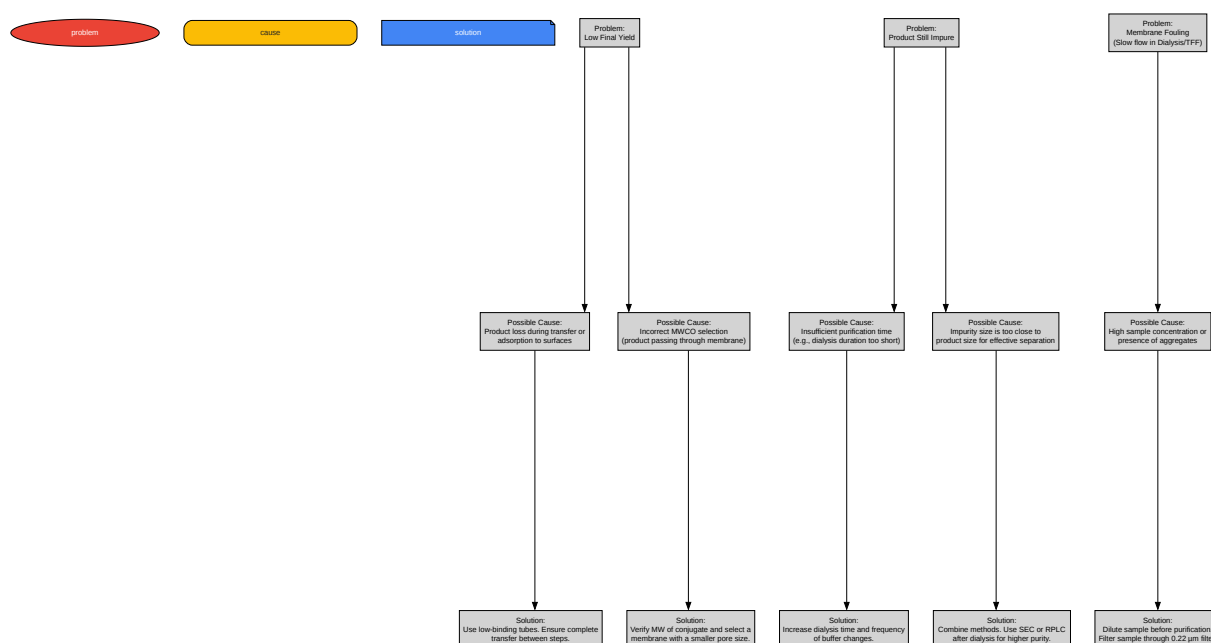 problem
cause
solution
Problem:
Low Final Yield
Problem:
Product Still Impure
Problem:
Membrane Fouling
(Slow flow in Dialysis/TFF)
Possible Cause:
Product loss during transfer or
adsorption to surfaces
Possible Cause:
Incorrect MWCO selection
(product passing through membrane)
Possible Cause:
Insufficient purification time
(e.g., dialysis duration too short)
Possible Cause:
Impurity size is too close to
product size for effective separation
Possible Cause:
High sample concentration or
presence of aggregates
Solution:
Use low-binding tubes. Ensure complete
transfer between steps.
Solution:
Verify MW of conjugate and select a
membrane with a smaller pore size.
Solution:
Increase dialysis time and frequency
of buffer changes.
Solution:
Combine methods. Use SEC or RPLC
after dialysis for higher purity.
Solution:
Dilute sample before purification
Filter sample through 0.22 µm filte